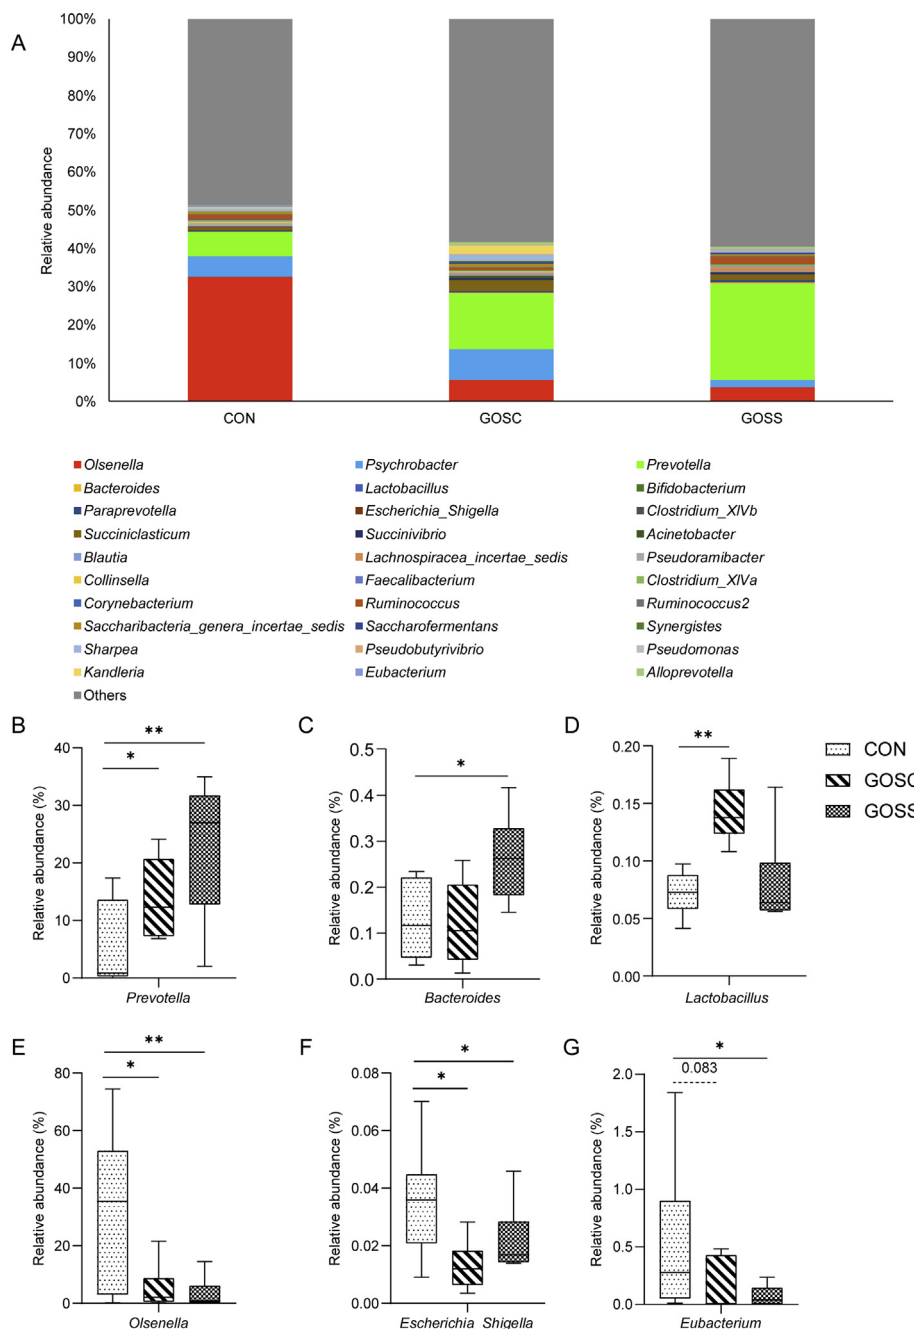 A
Relative abundance
100%
90%
80%
70%
60%
50%
40%
30%
20%
10%
0%
CON GOSC GOSS
Olsenella Psychrobacter Prevotella
Bacteroides Lactobacillus Bifidobacterium
Paraprevotella Escherichia_Shigella Clostridium_XIVb
Succiniclasticum Succinivibrio Acinetobacter
Blautia Lachnospiracea_incertae_sedis Pseudoramibacter
Collinsella Faecalibacterium Clostridium_XIVa
Corynebacterium Ruminococcus Ruminococcus2
Saccharibacteria_genera_incertae_sedis Saccharofermentans Synergistes
Sharpea Pseudobutyrivibrio Pseudomonas
Kandleria Eubacterium Alloprevotella
Others
B
Relative abundance (%)
40
30
20
10
0
*
**
Prevotella
C
Relative abundance (%)
0.5
0.4
0.3
0.2
0.1
0.0
*
Bacteroides
D
Relative abundance (%)
0.20
0.15
0.10
0.05
0.00
**
Lactobacillus
CON
GOSC
GOSS
E
Relative abundance (%)
80
60
40
20
0
**
*
Olsenella
F
Relative abundance (%)
0.08
0.06
0.04
0.02
0.00
*
*
Escherichia_Shigella
G
Relative abundance (%)
2.0
1.5
1.0
0.5
0.0
*
0.083
Eubacterium